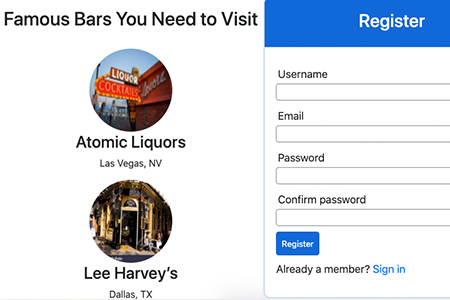 Famous Bars You Need to Visit
LIQUOR
COCKTAILS
Atomic Liquors
Las Vegas, NV
Lee Harvey's
Dallas, TX
Register
Username
Email
Password
Confirm password
Register
Already a member? Sign in